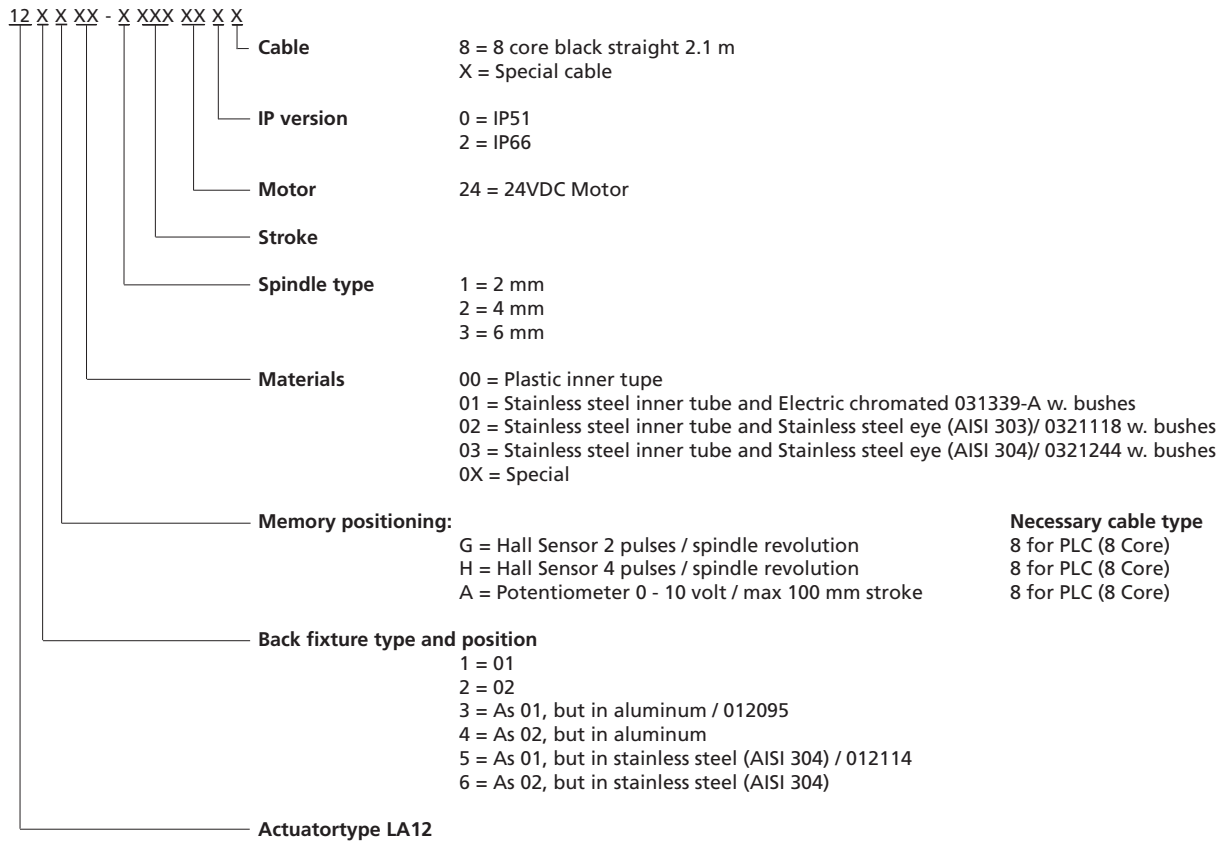 12 X X XX - X XXX XX X X
Cable 8 = 8 core black straight 2.1 m
X = Special cable
IP version 0 = IP51
2 = IP66
Motor 24 = 24VDC Motor
Stroke
Spindle type 1 = 2 mm
2 = 4 mm
3 = 6 mm
Materials 00 = Plastic inner tupe
01 = Stainless steel inner tube and Electric chromated 031339-A w. bushes
02 = Stainless steel inner tube and Stainless steel eye (AISI 303)/ 0321118 w. bushes
03 = Stainless steel inner tube and Stainless steel eye (AISI 304)/ 0321244 w. bushes
0X = Special
Memory positioning: Necessary cable type
G = Hall Sensor 2 pulses / spindle revolution 8 for PLC (8 Core)
H = Hall Sensor 4 pulses / spindle revolution 8 for PLC (8 Core)
A = Potentiometer 0 - 10 volt / max 100 mm stroke 8 for PLC (8 Core)
Back fixture type and position
1 = 01
2 = 02
3 = As 01, but in aluminum / 012095
4 = As 02, but in aluminum
5 = As 01, but in stainless steel (AISI 304) / 012114
6 = As 02, but in stainless steel (AISI 304)
Actuatortype LA12